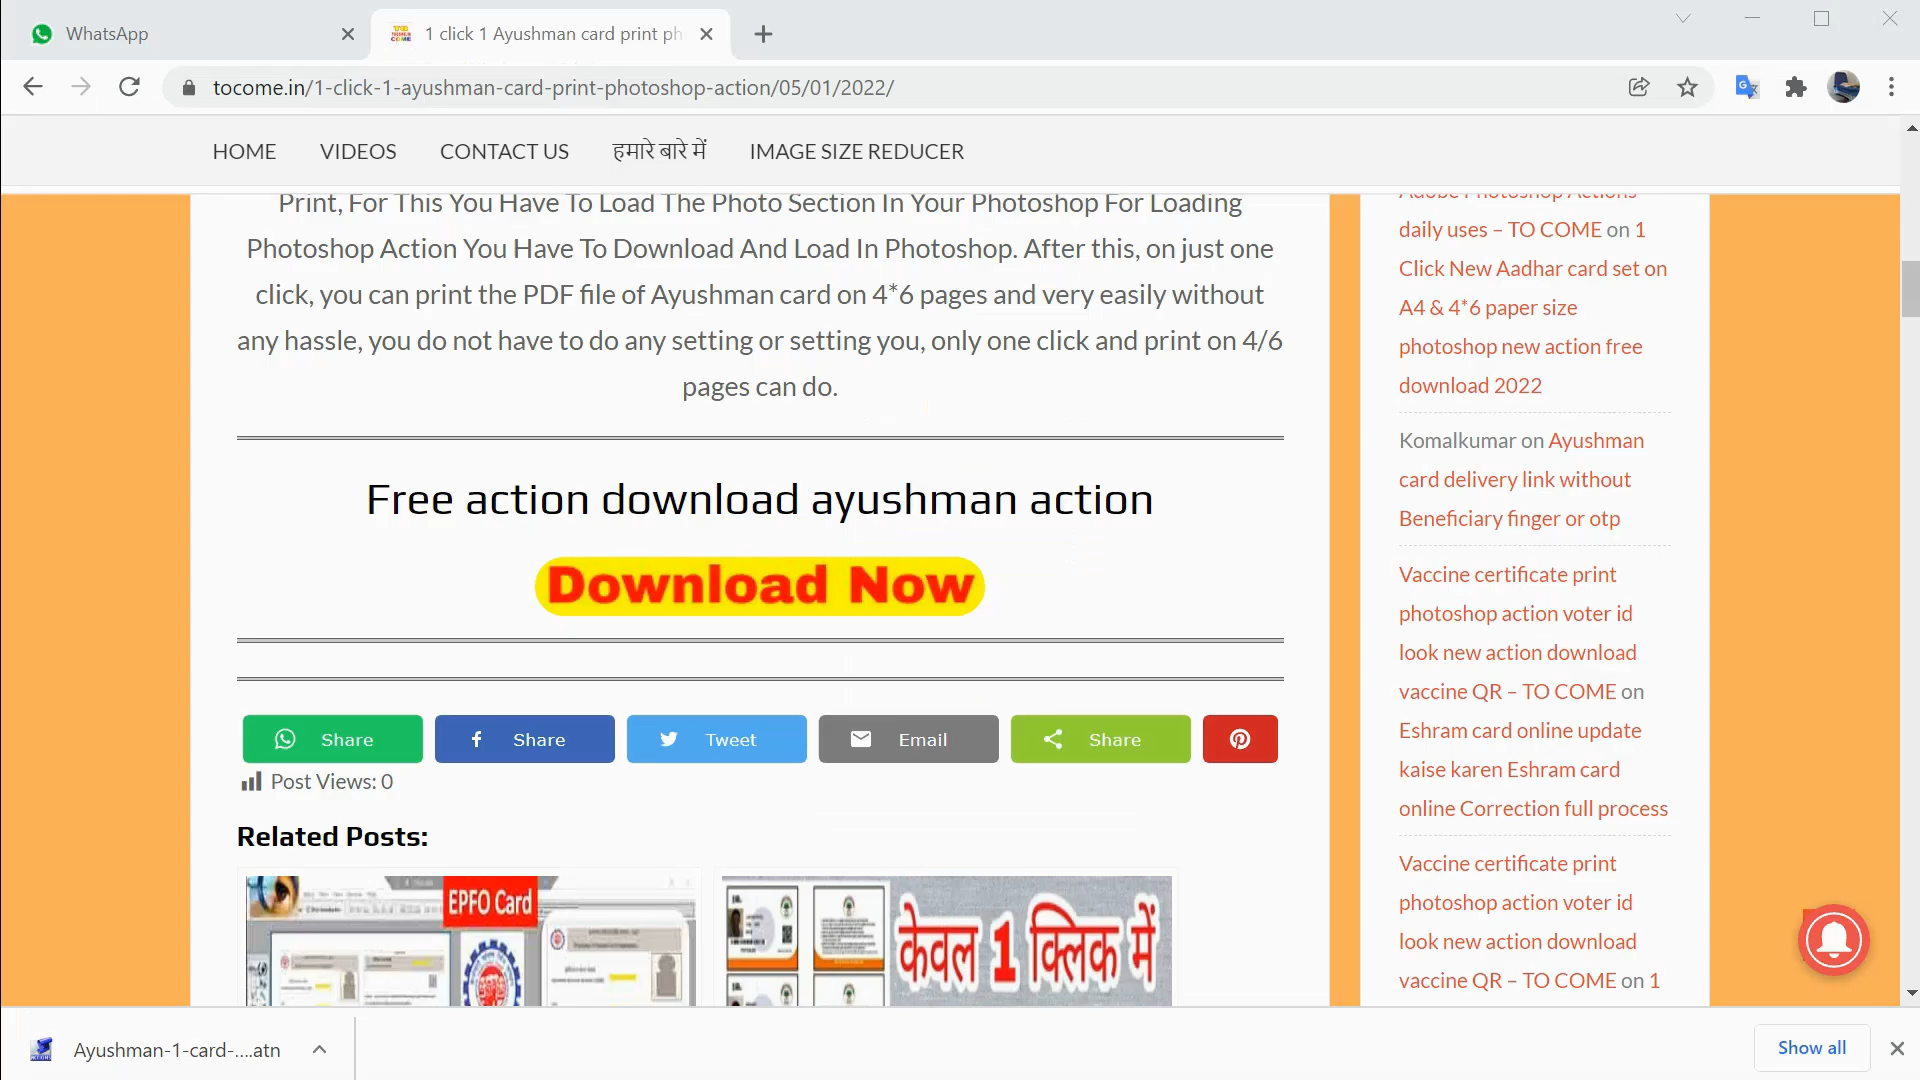 WhatsApp
1 click 1 Ayushman card print ph
tocome.in/1-click-1-ayushman-card-print-photoshop-action/05/01/2022/
HOME VIDEOS CONTACT US हमारे बारे में IMAGE SIZE REDUCER
Print, For This You Have To Load The Photo Section In Your Photoshop For Loading
Photoshop Action You Have To Download And Load In Photoshop. After this, on just one
click, you can print the PDF file of Ayushman card on 4*6 pages and very easily without
any hassle, you do not have to do any setting or setting you, only one click and print on 4/6
pages can do.
Free action download ayushman action
Download Now
Share Share Tweet Email Share
Post Views: 0
Related Posts:
EPFO Card
केवल 1 क्लिक में
Adobe Photoshop Actions
daily uses – TO COME on 1
Click New Aadhar card set on
A4 & 4*6 paper size
photoshop new action free
download 2022
Komalkumar on Ayushman
card delivery link without
Beneficiary finger or otp
Vaccine certificate print
photoshop action voter id
look new action download
vaccine QR – TO COME on
Eshram card online update
kaise karen Eshram card
online Correction full process
Vaccine certificate print
photoshop action voter id
look new action download
vaccine QR – TO COME on 1
Ayushman-1-card-....atn
Show all